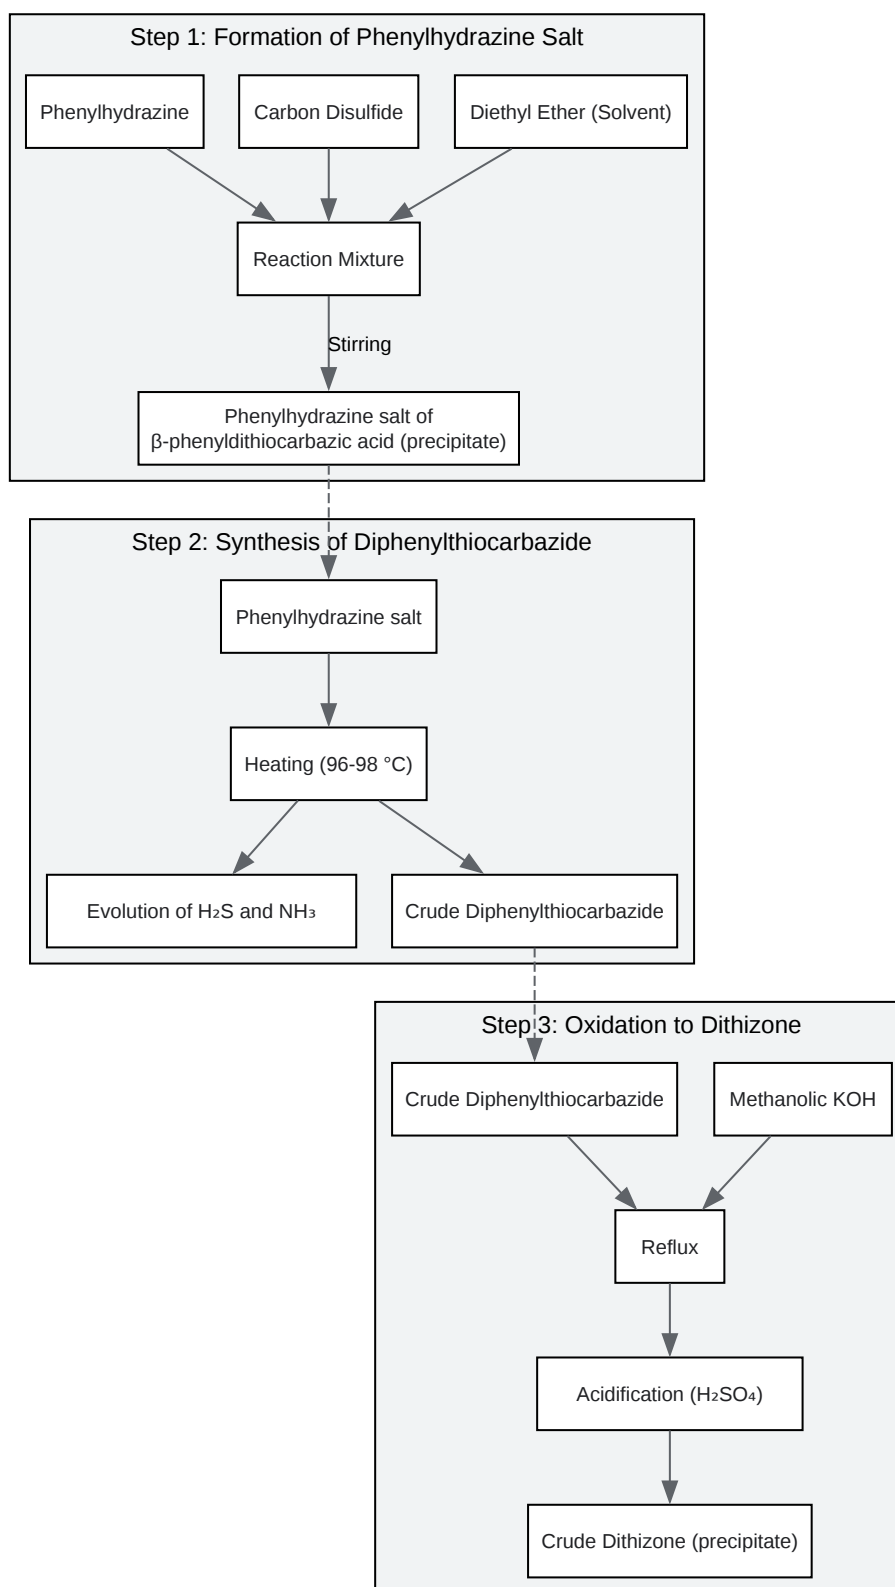 Step 1: Formation of Phenylhydrazine Salt
Phenylhydrazine
Carbon Disulfide
Diethyl Ether (Solvent)
Reaction Mixture
Stirring
Phenylhydrazine salt of
β-phenyldithiocarbazic acid (precipitate)
Step 2: Synthesis of Diphenylthiocarbazide
Phenylhydrazine salt
Heating (96-98 °C)
Evolution of H₂S and NH₃
Crude Diphenylthiocarbazide
Step 3: Oxidation to Dithizone
Crude Diphenylthiocarbazide
Methanolic KOH
Reflux
Acidification (H₂SO₄)
Crude Dithizone (precipitate)